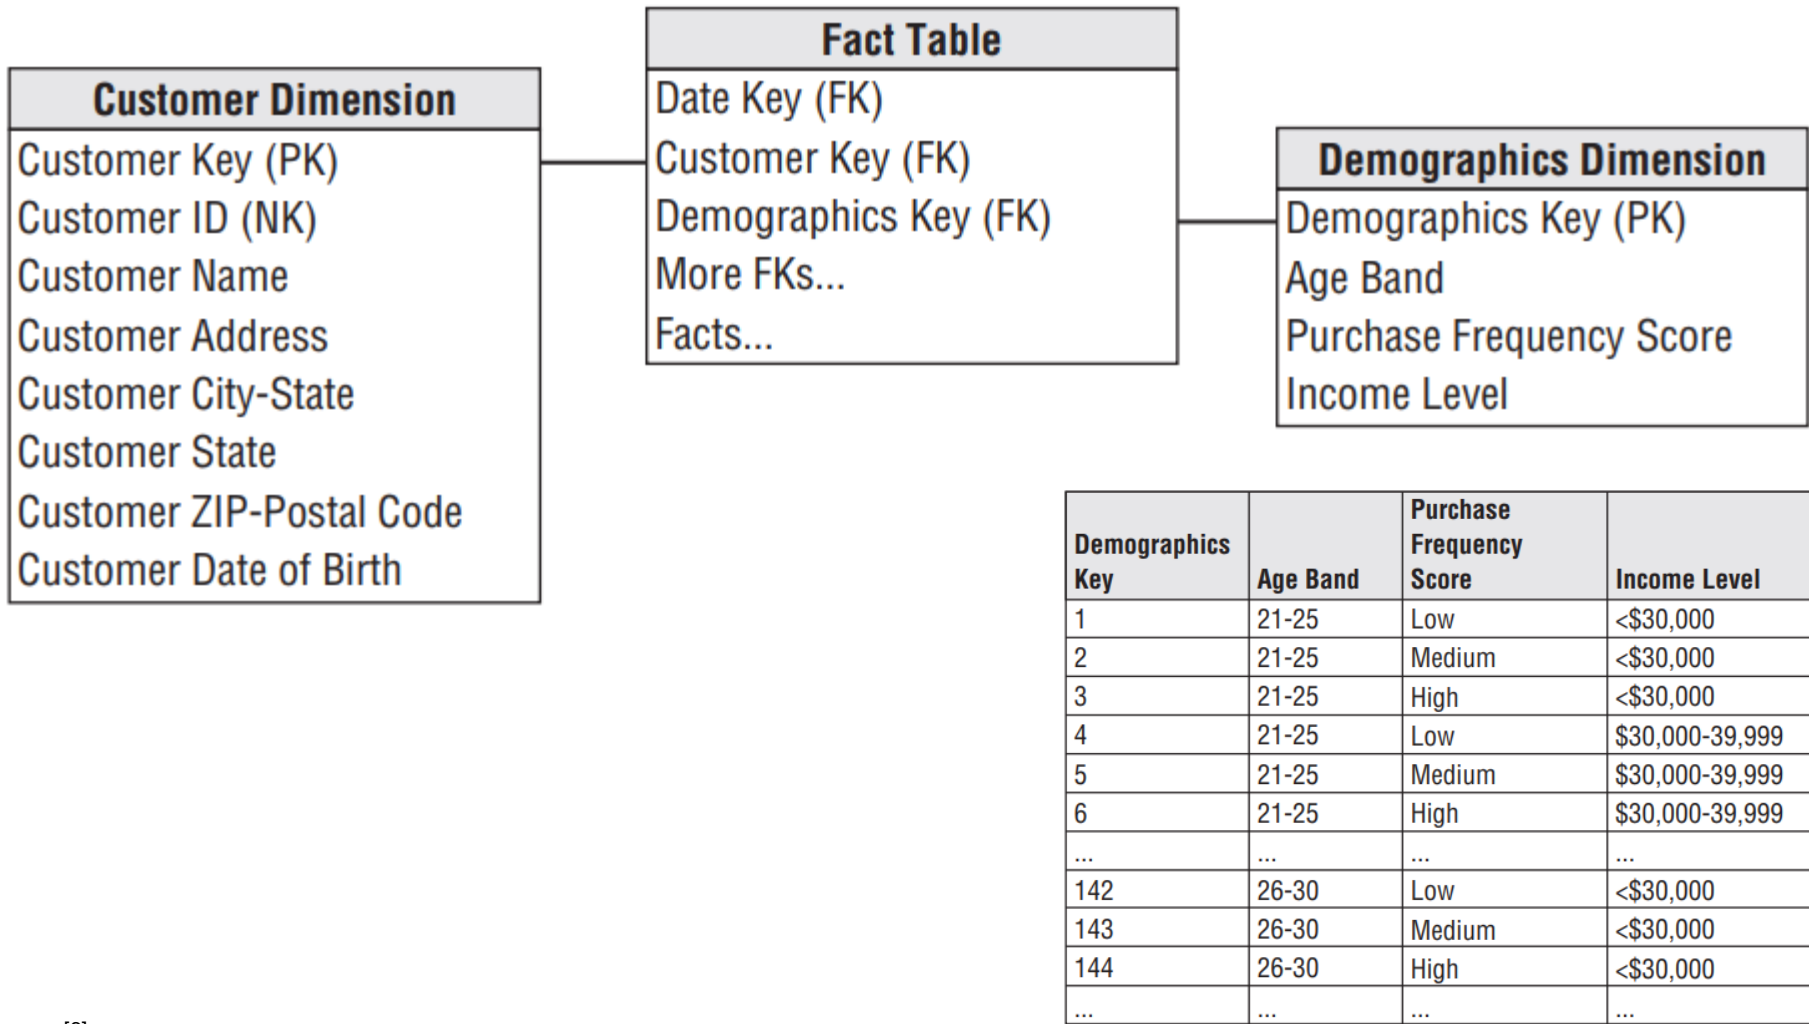 Customer Dimension
Customer Key (PK)
Customer ID (NK)
Customer Name
Customer Address
Customer City-State
Customer State
Customer ZIP-Postal Code
Customer Date of Birth
Fact Table
Date Key (FK)
Customer Key (FK)
Demographics Key (FK)
More FKs...
Facts...
Demographics Dimension
Demographics Key (PK)
Age Band
Purchase Frequency Score
Income Level
Demographics Key Age Band Purchase Frequency Score Income Level
1 21-25 Low <$30,000
2 21-25 Medium <$30,000
3 21-25 High <$30,000
4 21-25 Low $30,000-39,999
5 21-25 Medium $30,000-39,999
6 21-25 High $30,000-39,999
... ... ... ...
142 26-30 Low <$30,000
143 26-30 Medium <$30,000
144 26-30 High <$30,000
... ... ... ...